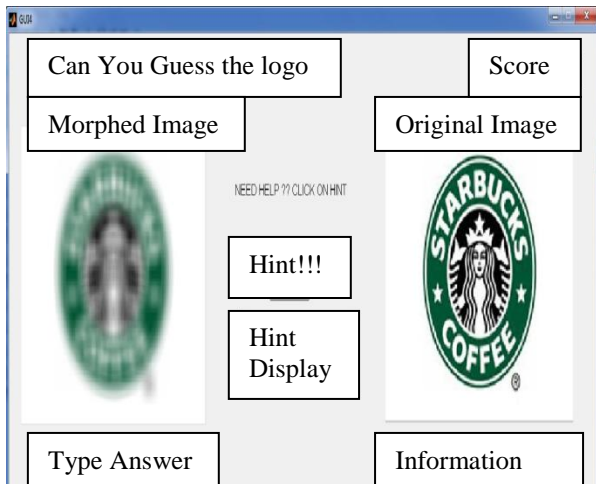 GUI4
Can You Guess the logo
Score
Morphed Image
Original Image
NEED HELP ?? CLICK ON HINT
STARBUCKS
COFFEE
®
Hint!!!
Hint
Display
Type Answer
Information